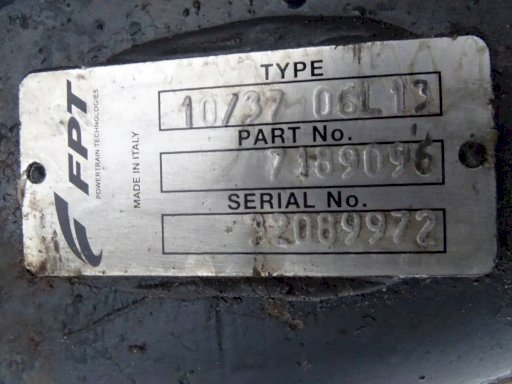 FPT
POWERTRAIN TECHNOLOGIES
MADE IN ITALY
TYPE
10/37 06L13
PART No.
7189096
SERIAL No.
32089972